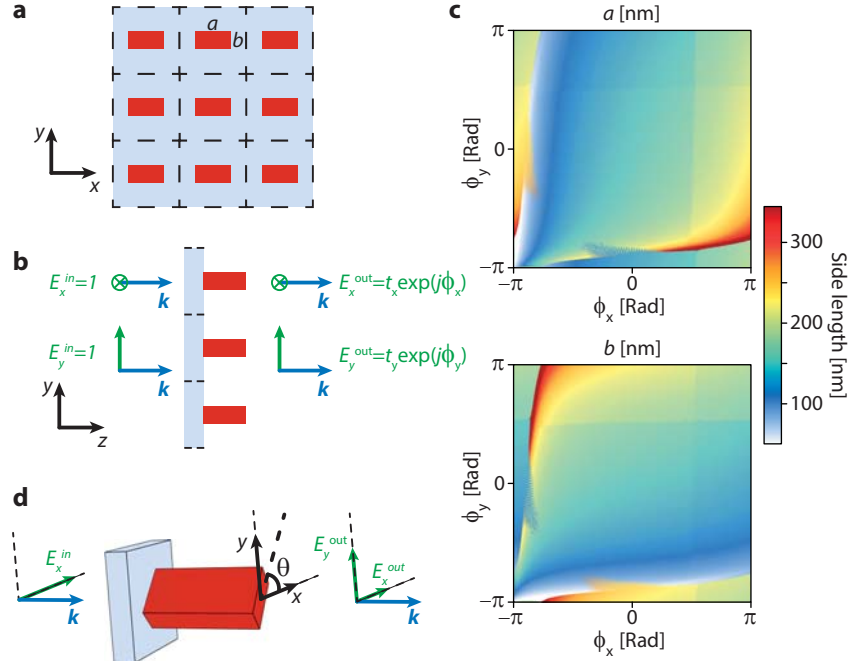 a
a
b
y
x
b
E_x^in=1
k
k
E_x^out=t_x exp(jϕ_x)
E_y^in=1
k
k
E_y^out=t_y exp(jϕ_y)
y
z
c
a [nm]
π
0
-π
ϕ_y [Rad]
-π
0
π
ϕ_x [Rad]
b [nm]
π
0
-π
ϕ_y [Rad]
-π
0
π
ϕ_x [Rad]
300
200
100
Side length [nm]
d
E_x^in
k
y
θ
x
E_y^out
E_x^out
k